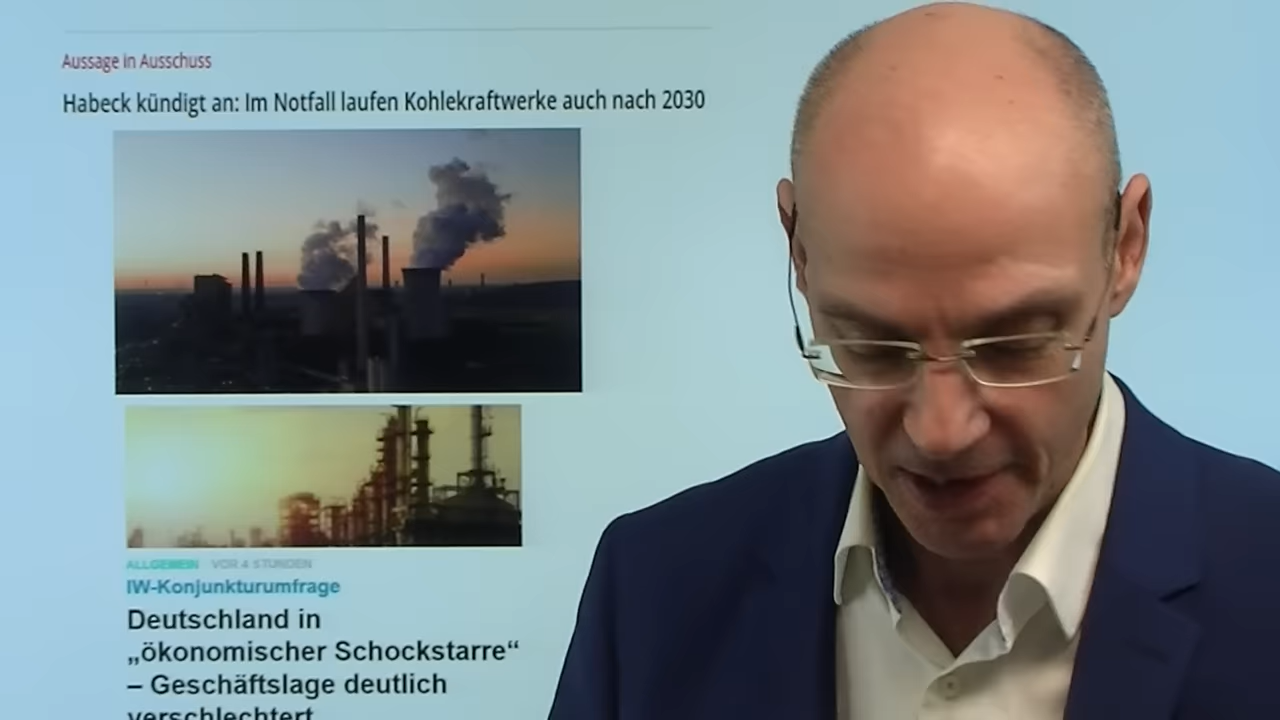 Aussage in Ausschuss
Habeck kündigt an: Im Notfall laufen Kohlekraftwerke auch nach 2030
ALLGEMEIN VOR 4 STUNDEN
IW-Konjunkturumfrage
Deutschland in
„ökonomischer Schockstarre“
– Geschäftslage deutlich
verschlechtert